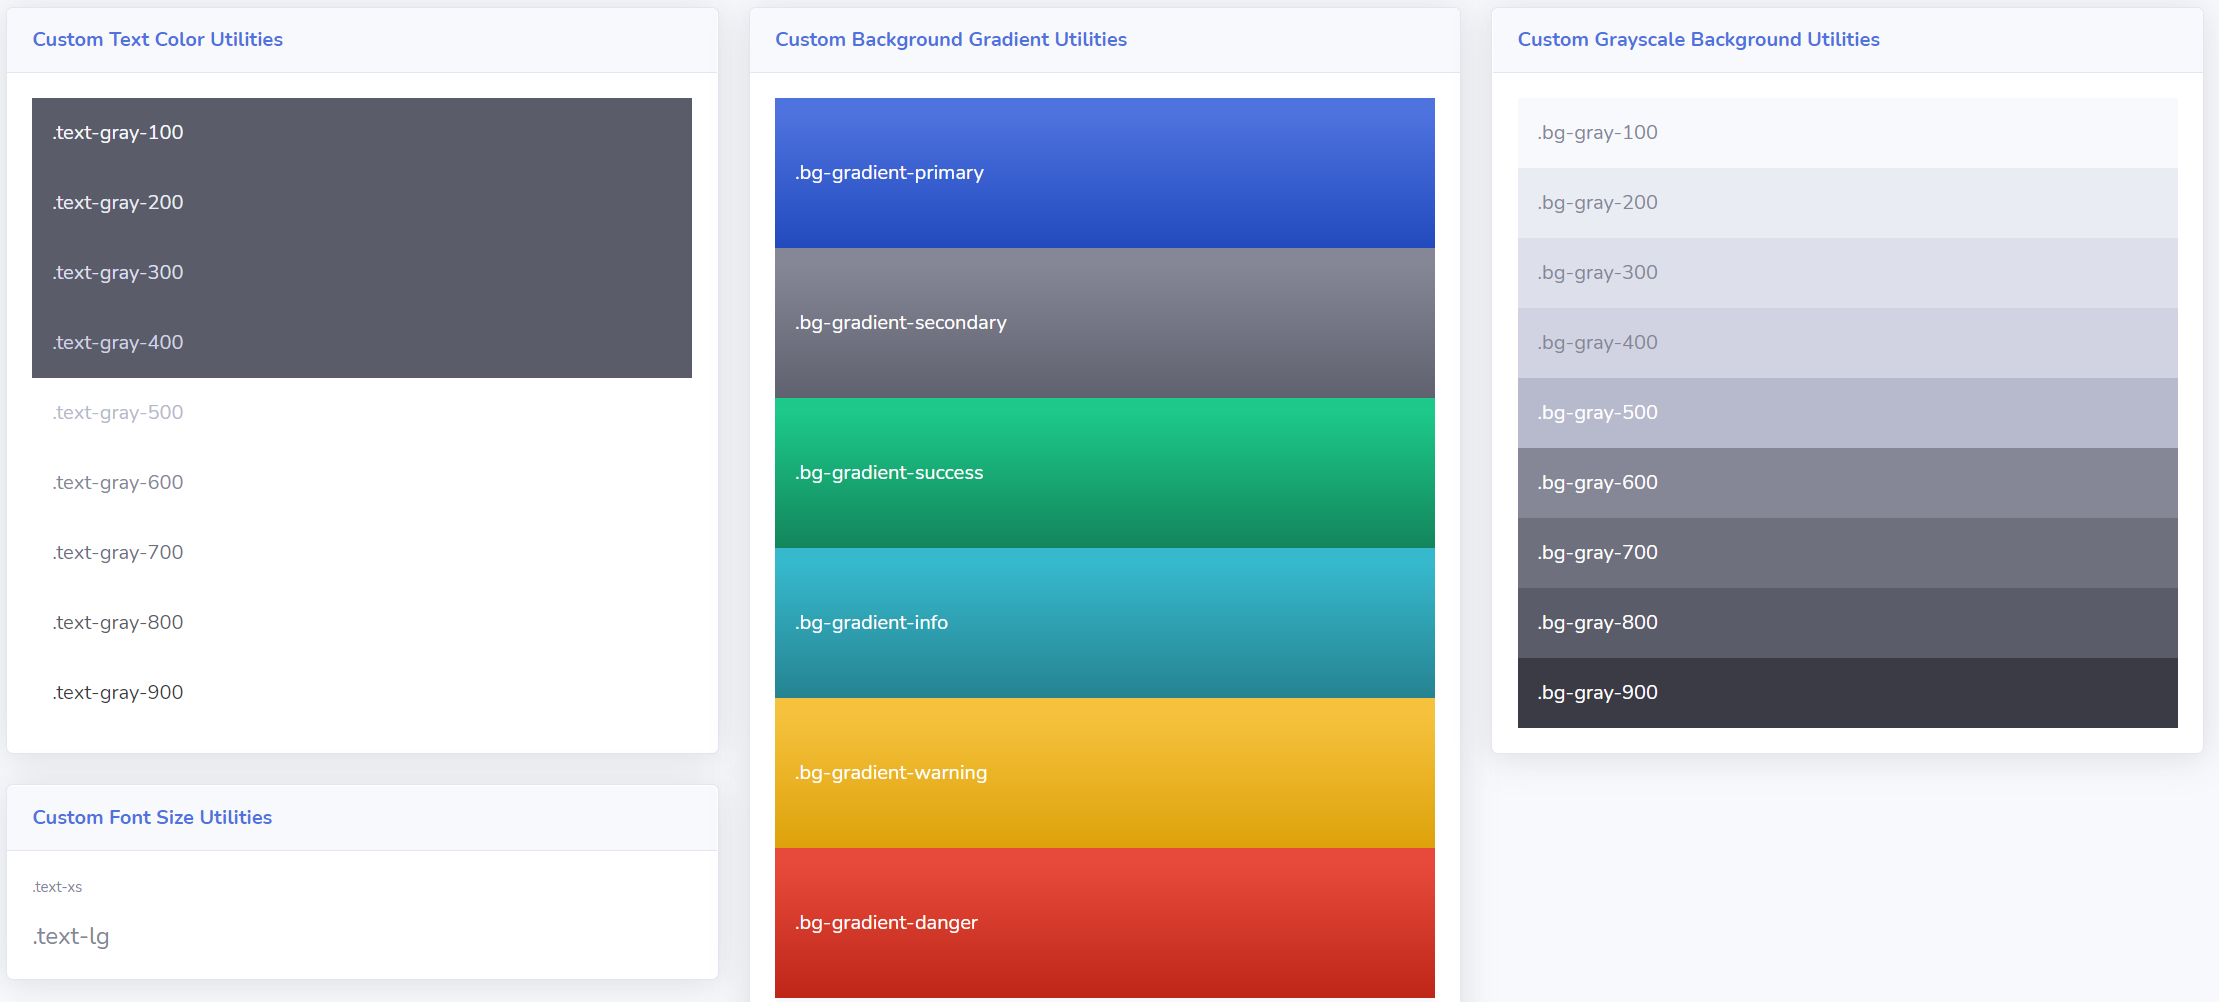 Custom Text Color Utilities
.text-gray-100
.text-gray-200
.text-gray-300
.text-gray-400
.text-gray-500
.text-gray-600
.text-gray-700
.text-gray-800
.text-gray-900
Custom Font Size Utilities
.text-xs
.text-lg
Custom Background Gradient Utilities
.bg-gradient-primary
.bg-gradient-secondary
.bg-gradient-success
.bg-gradient-info
.bg-gradient-warning
.bg-gradient-danger
Custom Grayscale Background Utilities
.bg-gray-100
.bg-gray-200
.bg-gray-300
.bg-gray-400
.bg-gray-500
.bg-gray-600
.bg-gray-700
.bg-gray-800
.bg-gray-900